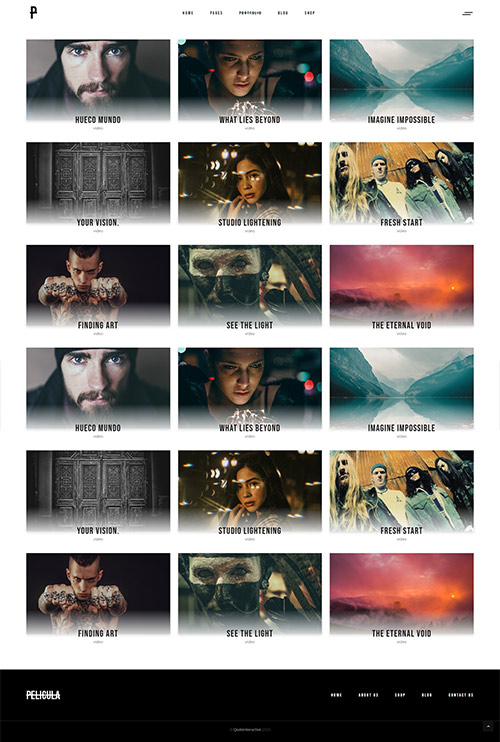 P
HOME PAGES PORTFOLIO BLOG SHOP
HUECO MUNDO WHAT LIES BEYOND IMAGINE IMPOSSIBLE
video video video
YOUR VISION. STUDIO LIGHTENING FRESH START
video video video
FINDING ART SEE THE LIGHT THE ETERNAL VOID
video video video
HUECO MUNDO WHAT LIES BEYOND IMAGINE IMPOSSIBLE
video video video
YOUR VISION. STUDIO LIGHTENING FRESH START
video video video
FINDING ART SEE THE LIGHT THE ETERNAL VOID
video video video
PELICULA HOME ABOUT US SHOP BLOG CONTACT US
© Qodeinteractive